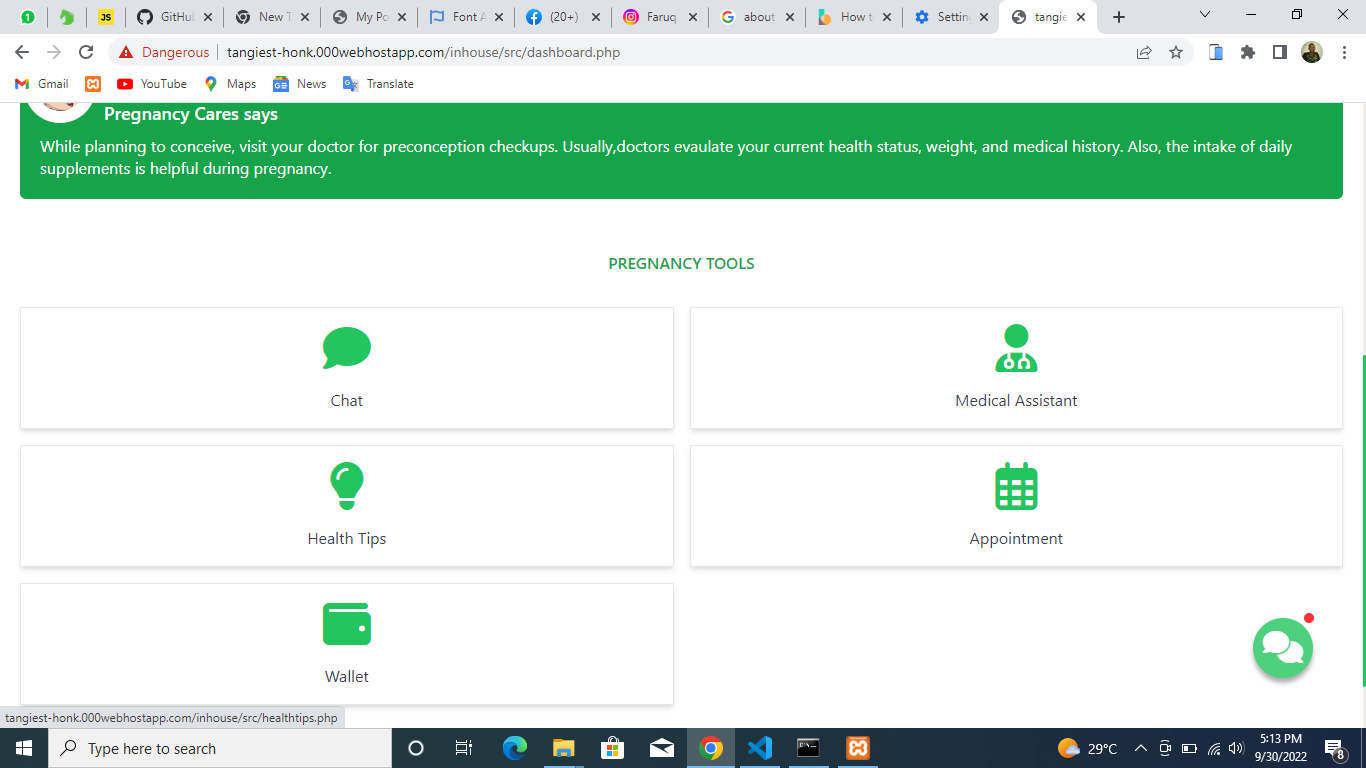 1
JS
GitHu
New T
My Po
Font A
(20+)
Faruq
about
How t
Settin
tangie
Dangerous
tangiest-honk.000webhostapp.com/inhouse/src/dashboard.php
Gmail
YouTube
Maps
News
Translate
Pregnancy Cares says
While planning to conceive, visit your doctor for preconception checkups. Usually,doctors evaulate your current health status, weight, and medical history. Also, the intake of daily
supplements is helpful during pregnancy.
PREGNANCY TOOLS
Chat
Medical Assistant
Health Tips
Appointment
Wallet
tangiest-honk.000webhostapp.com/inhouse/src/healthtips.php
Type here to search
29°C
5:13 PM
9/30/2022
8